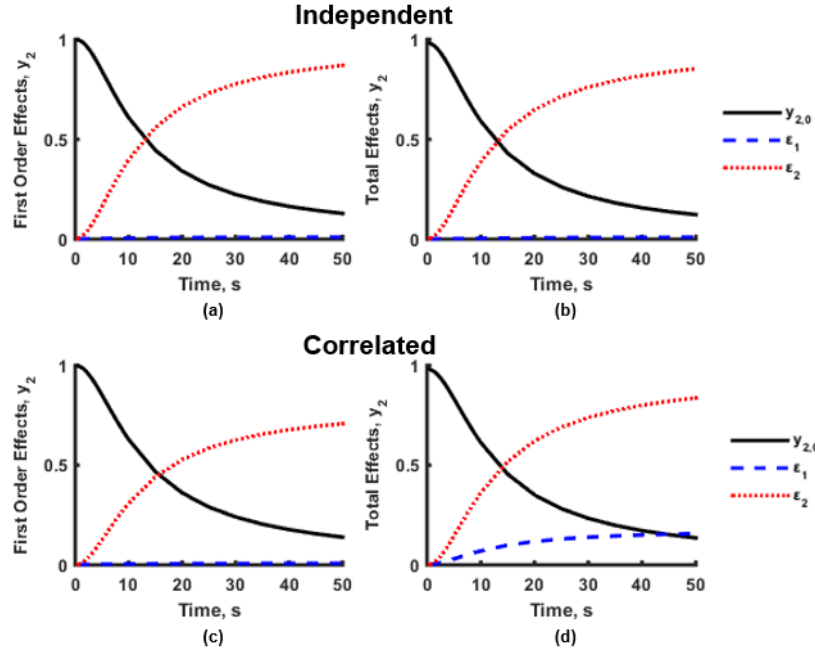 Independent
First Order Effects, y₂
1
0.5
0
0 10 20 30 40 50
Time, s
(a)
Total Effects, y₂
1
0.5
0
0 10 20 30 40 50
Time, s
(b)
y₂,₀
ε₁
ε₂
Correlated
First Order Effects, y₂
1
0.5
0
0 10 20 30 40 50
Time, s
(c)
Total Effects, y₂
1
0.5
0
0 10 20 30 40 50
Time, s
(d)
y₂,₀
ε₁
ε₂